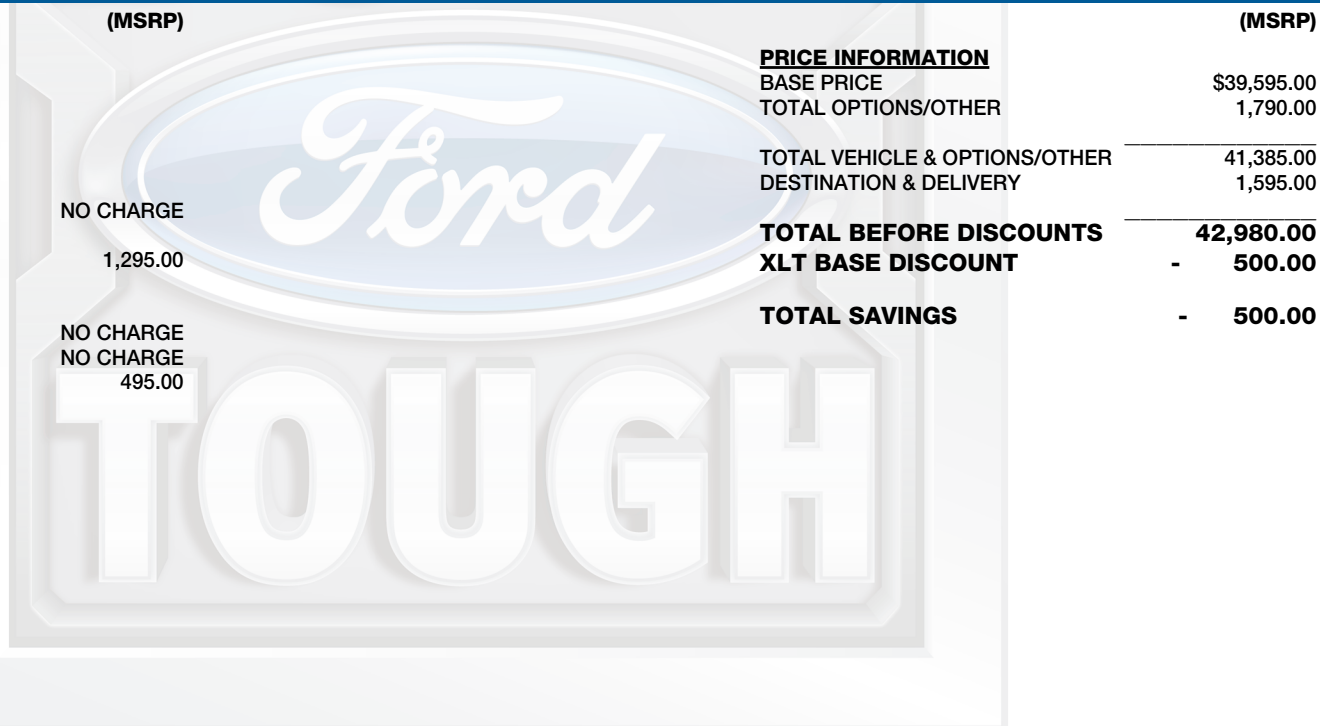 (MSRP)
NO CHARGE
1,295.00
NO CHARGE
NO CHARGE
495.00
Ford
TOUGH
(MSRP)
PRICE INFORMATION
BASE PRICE $39,595.00
TOTAL OPTIONS/OTHER 1,790.00
TOTAL VEHICLE & OPTIONS/OTHER 41,385.00
DESTINATION & DELIVERY 1,595.00
TOTAL BEFORE DISCOUNTS 42,980.00
XLT BASE DISCOUNT - 500.00
TOTAL SAVINGS - 500.00